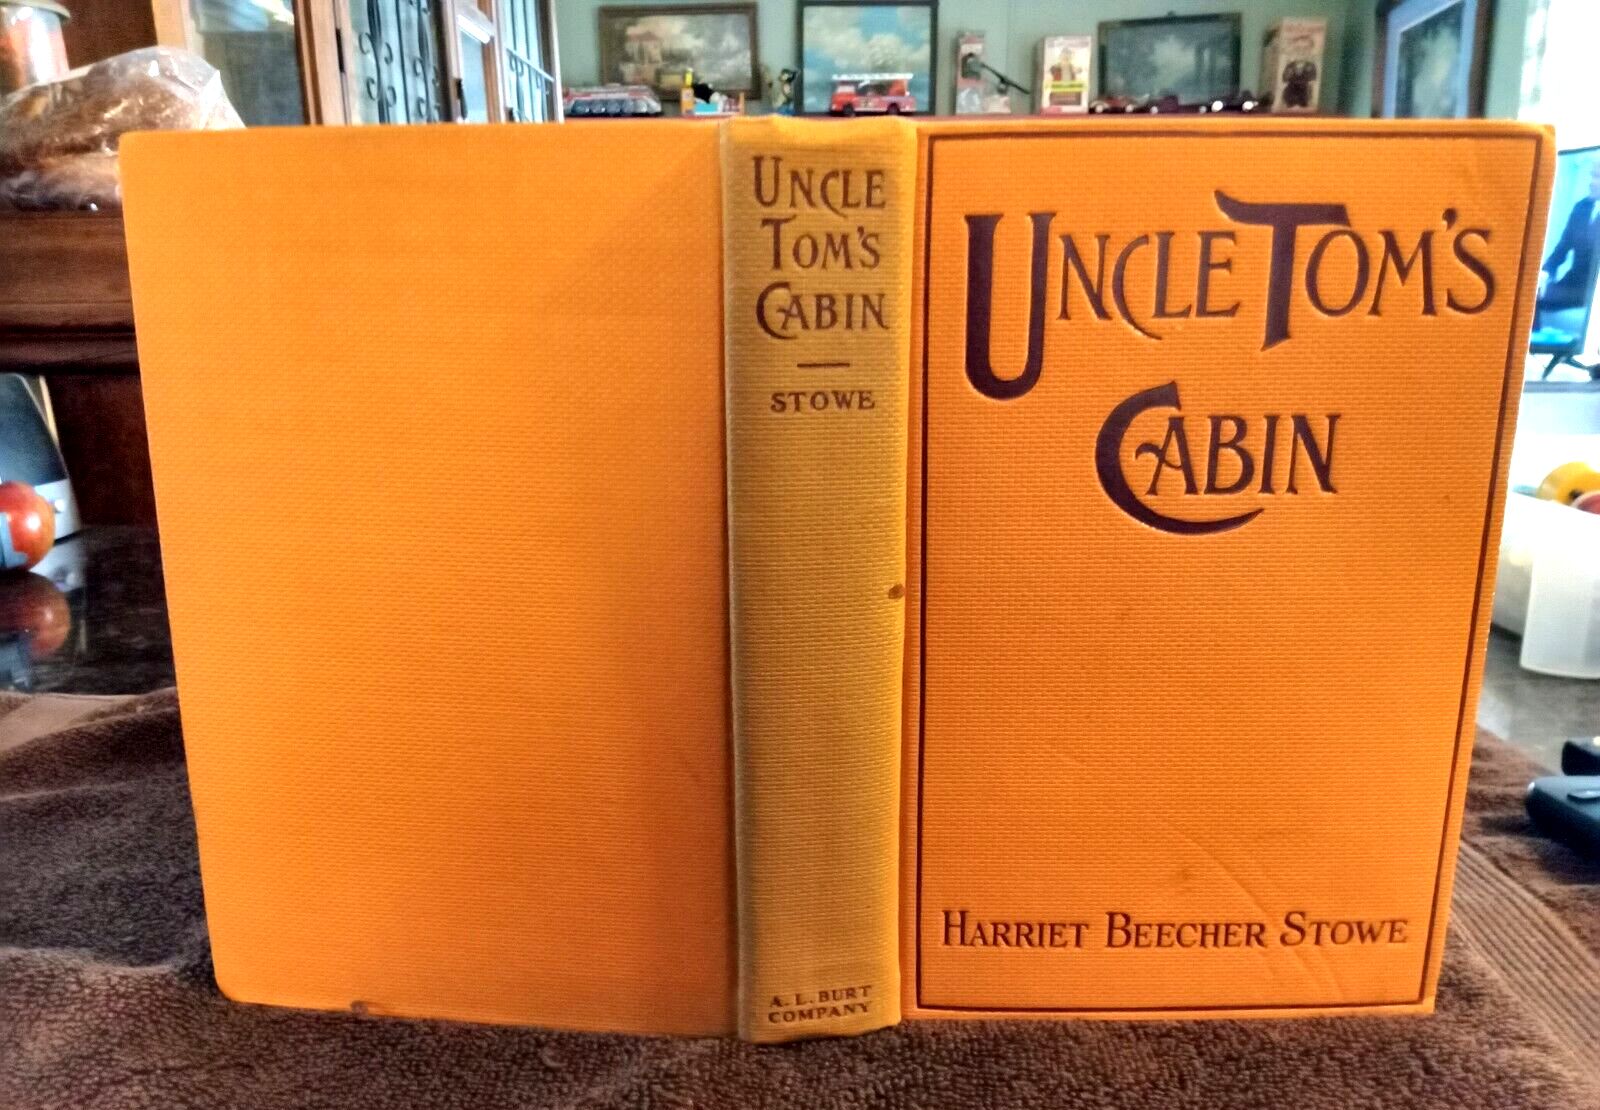 UNCLE
TOM'S
CABIN
STOWE
A. L. BURT
COMPANY
UNCLE TOM'S
CABIN
HARRIET BEECHER STOWE